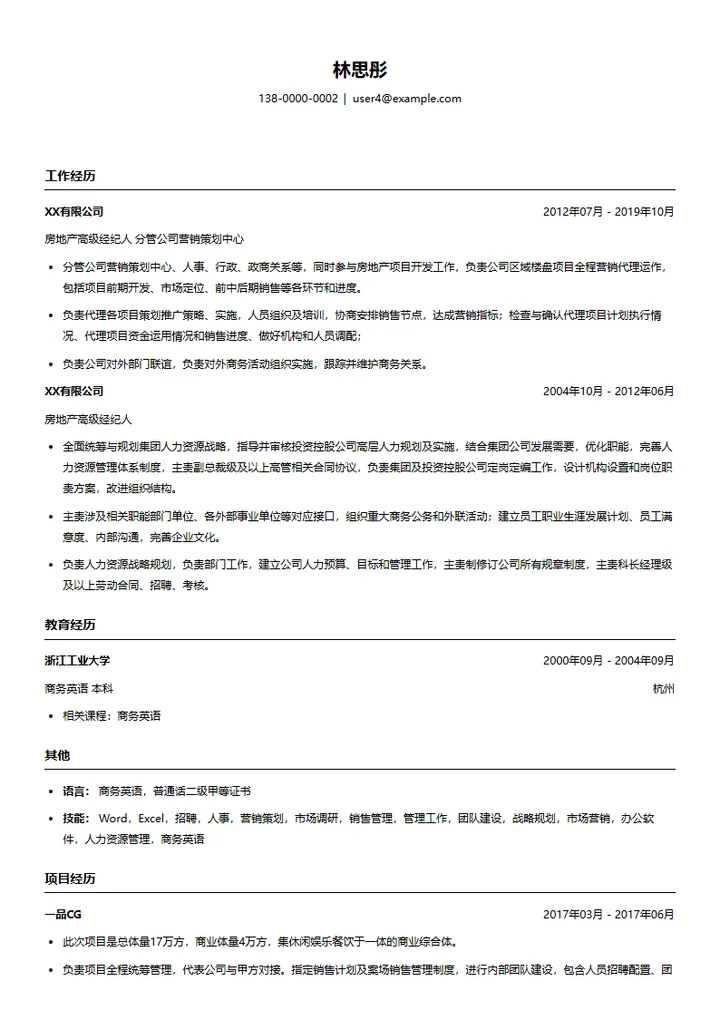 林思彤
138-0000-0002 | user4@example.com
工作经历
XX有限公司 2012年07月 - 2019年10月
房地产高级经纪人 分管公司营销策划中心
• 分管公司营销策划中心、人事、行政、政商关系等，同时参与房地产项目开发工作，负责公司区域楼盘项目全程营销代理运作，
包括项目前期开发、市场定位、前中后期销售等各环节和进度。
• 负责代理各项目策划推广策略、实施，人员组织及培训，协商安排销售节点，达成营销指标；检查与确认代理项目计划执行情
况、代理项目资金运用情况和销售进度、做好机构和人员调配；
• 负责公司对外部门联谊，负责对外商务活动组织实施，跟踪并维护商务关系。
XX有限公司 2004年10月 - 2012年06月
房地产高级经纪人
• 全面统筹与规划集团人力资源战略，指导并审核投资控股公司高层人力规划及实施，结合集团公司发展需要，优化职能，完善人
力资源管理体系制度，主责副总裁级及以上高管相关合同协议，负责集团及投资控股公司定岗定编工作，设计机构设置和岗位职
责方案，改进组织结构。
• 主责涉及相关职能部门单位、各外部事业单位等对应接口，组织重大商务公务和外联活动；建立员工职业生涯发展计划、员工满
意度、内部沟通，完善企业文化。
• 负责人力资源战略规划，负责部门工作，建立公司人力预算、目标和管理工作，主责制修订公司所有规章制度，主责科长经理级
及以上劳动合同、招聘、考核。
教育经历
浙江工业大学 2000年09月 - 2004年09月
商务英语 本科 杭州
• 相关课程：商务英语
其他
• 语言： 商务英语，普通话二级甲等证书
• 技能： Word，Excel，招聘，人事，营销策划，市场调研，销售管理，管理工作，团队建设，战略规划，市场营销，办公软
件，人力资源管理，商务英语
项目经历
一品CG 2017年03月 - 2017年06月
• 此次项目是总体量17万方，商业体量4万方，集休闲娱乐餐饮于一体的商业综合体。
• 负责项目全程统筹管理，代表公司与甲方对接。指定销售计划及案场销售管理制度，进行内部团队建设，包含人员招聘配置、团